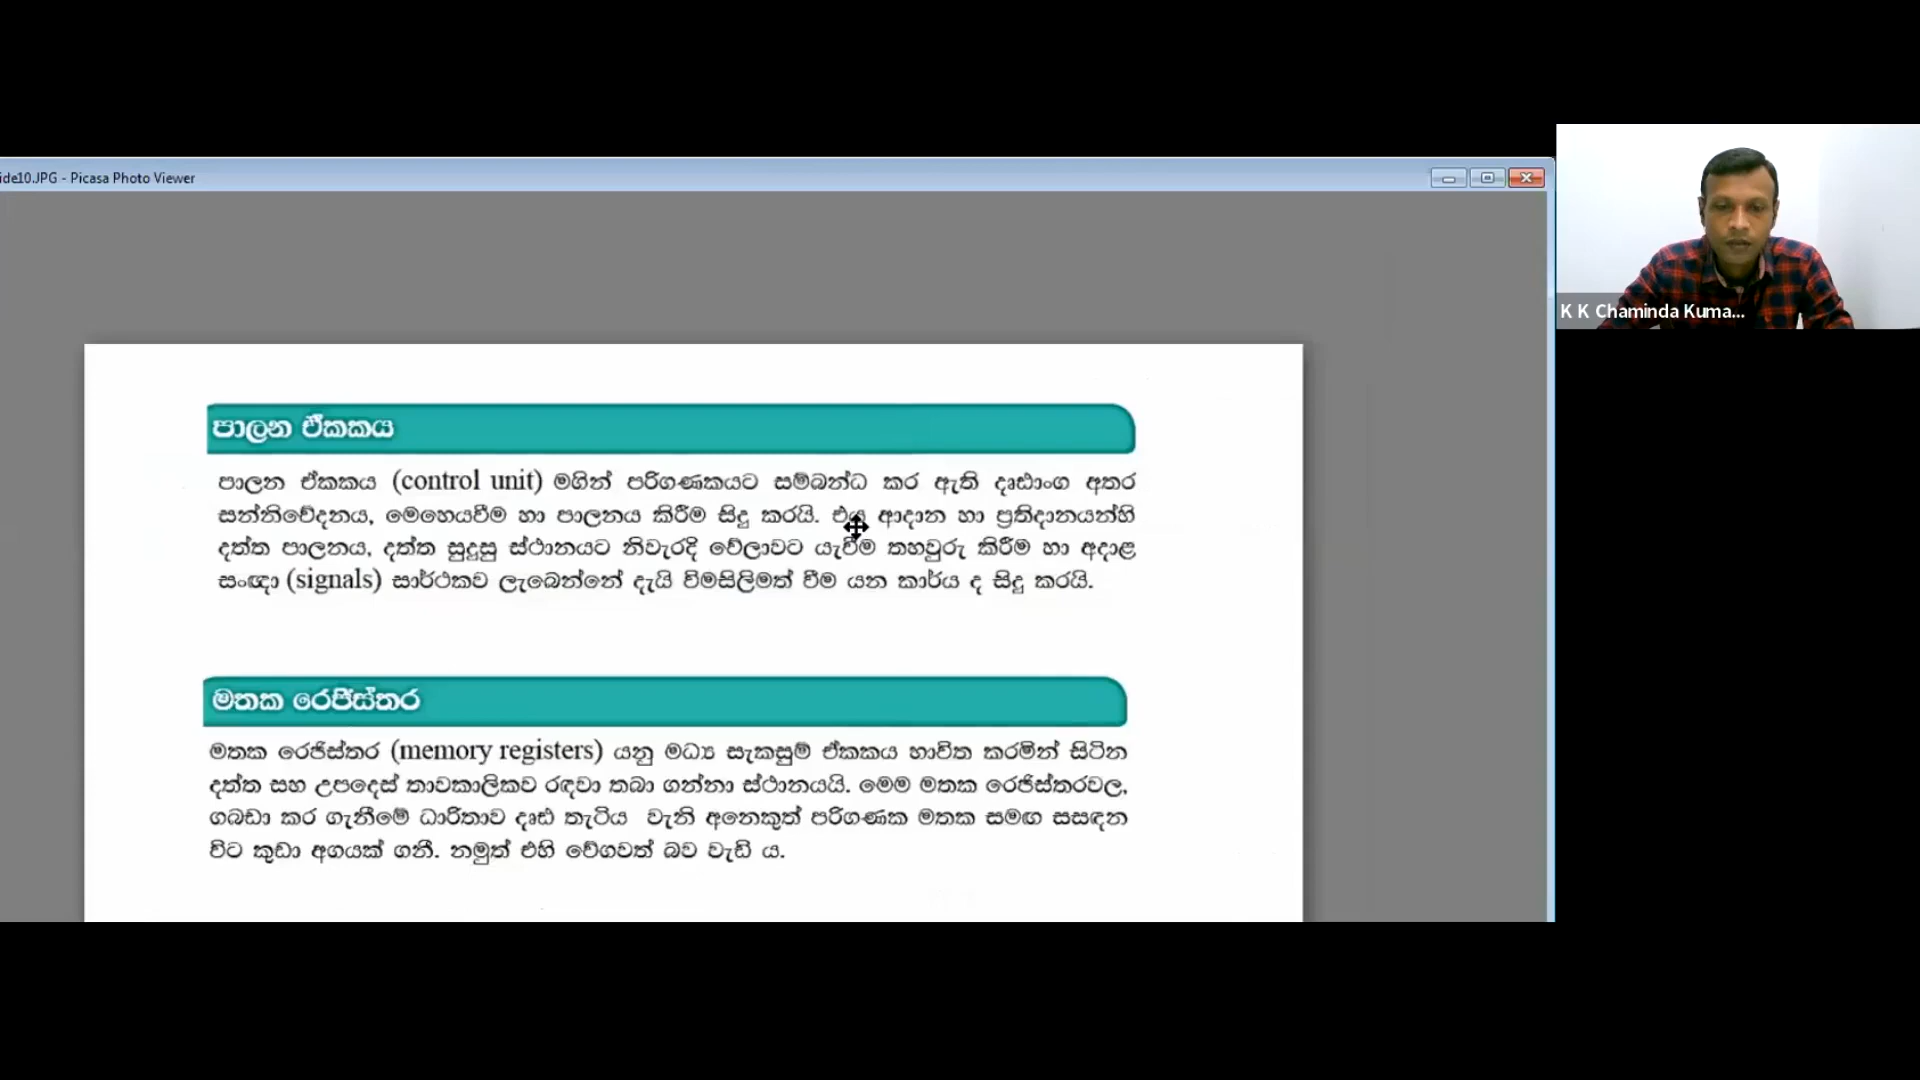 ide10.JPG - Picasa Photo Viewer
K K Chaminda Kuma...
පාලන ඒකකය
පාලන ඒකකය (control unit) මගින් පරිගණකයට සම්බන්ධ කර ඇති දෘඪාංග අතර
සන්නිවේදනය, මෙහෙයවීම හා පාලනය කිරීම සිදු කරයි. එය ආදාන හා ප්‍රතිදානයන්හි
දත්ත පාලනය, දත්ත සුදුසු ස්ථානයට නිවැරදි වේලාවට යැවීම තහවුරු කිරීම හා අදාළ
සංඥා (signals) සාර්ථකව ලැබෙන්නේ දැයි විමසිලිමත් වීම යන කාර්ය ද සිදු කරයි.
මතක රෙජිස්තර
මතක රෙජිස්තර (memory registers) යනු මධ්‍ය සැකසුම් ඒකකය භාවිත කරමින් සිටින
දත්ත සහ උපදෙස් තාවකාලිකව රඳවා තබා ගන්නා ස්ථානයයි. මෙම මතක රෙජිස්තරවල,
ගබඩා කර ගැනීමේ ධාරිතාව දෘඪ තැටිය වැනි අනෙකුත් පරිගණක මතක සමඟ සසඳන
විට කුඩා අගයක් ගනී. නමුත් එහි වේගවත් බව වැඩි ය.